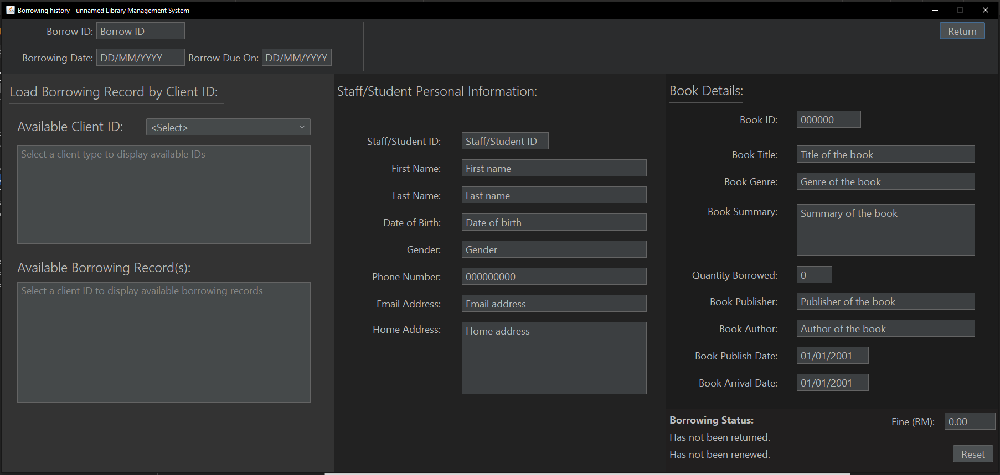 Borrowing history - unnamed Library Management System
Borrow ID: Borrow ID
Return
Borrowing Date: DD/MM/YYYY Borrow Due On: DD/MM/YYYY
Load Borrowing Record by Client ID:
Available Client ID: <Select>
Select a client type to display available IDs
Available Borrowing Record(s):
Select a client ID to display available borrowing records
Staff/Student Personal Information:
Staff/Student ID: Staff/Student ID
First Name: First name
Last Name: Last name
Date of Birth: Date of birth
Gender: Gender
Phone Number: 000000000
Email Address: Email address
Home Address: Home address
Book Details:
Book ID: 000000
Book Title: Title of the book
Book Genre: Genre of the book
Book Summary: Summary of the book
Quantity Borrowed: 0
Book Publisher: Publisher of the book
Book Author: Author of the book
Book Publish Date: 01/01/2001
Book Arrival Date: 01/01/2001
Borrowing Status:
Has not been returned.
Has not been renewed.
Fine (RM): 0.00
Reset